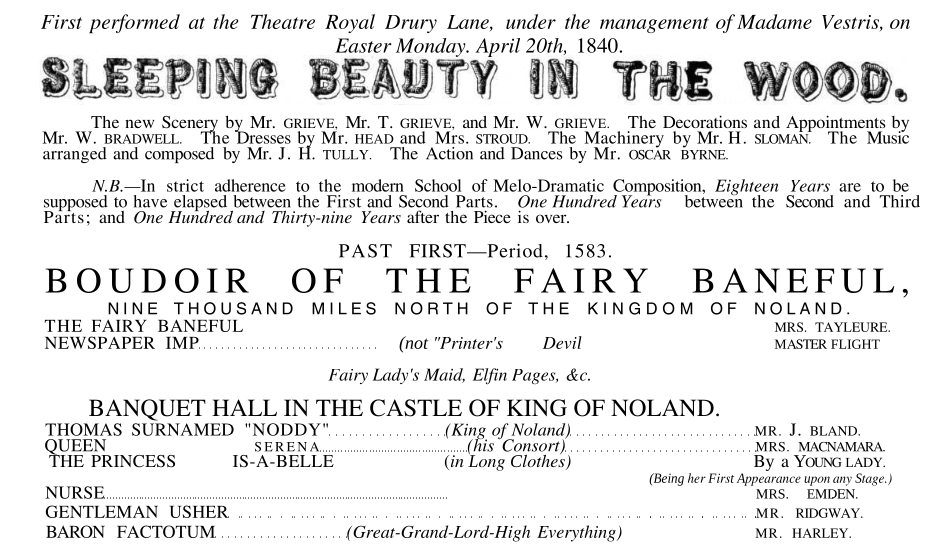 First performed at the Theatre Royal Drury Lane, under the management of Madame Vestris, on
Easter Monday. April 20th, 1840.
SLEEPING BEAUTY IN THE WOOD.
The new Scenery by Mr. GRIEVE, Mr. T. GRIEVE, and Mr. W. GRIEVE. The Decorations and Appointments by
Mr. W. BRADWELL. The Dresses by Mr. HEAD and Mrs. STROUD. The Machinery by Mr. H. SLOMAN. The Music
arranged and composed by Mr. J. H. TULLY. The Action and Dances by Mr. OSCAR BYRNE.
N.B.—In strict adherence to the modern School of Melo-Dramatic Composition, Eighteen Years are to be
supposed to have elapsed between the First and Second Parts. One Hundred Years between the Second and Third
Parts; and One Hundred and Thirty-nine Years after the Piece is over.
PAST FIRST—Period, 1583.
BOUDOIR OF THE FAIRY BANEFUL,
NINE THOUSAND MILES NORTH OF THE KINGDOM OF NOLAND.
THE FAIRY BANEFUL MRS. TAYLEURE.
NEWSPAPER IMP.............................. (not "Printer's Devil MASTER FLIGHT
Fairy Lady's Maid, Elfin Pages, &c.
BANQUET HALL IN THE CASTLE OF KING OF NOLAND.
THOMAS SURNAMED "NODDY"....................(King of Noland)...............................MR. J. BLAND.
QUEEN SERENA.....................................(his Consort)................................MRS. MACNAMARA.
THE PRINCESS IS-A-BELLE (in Long Clothes) By a YOUNG LADY.
(Being her First Appearance upon any Stage.)
NURSE.................................................................................... MRS. EMDEN.
GENTLEMAN USHER.................................................................MR. RIDGWAY.
BARON FACTOTUM.......................(Great-Grand-Lord-High Everything) MR. HARLEY.